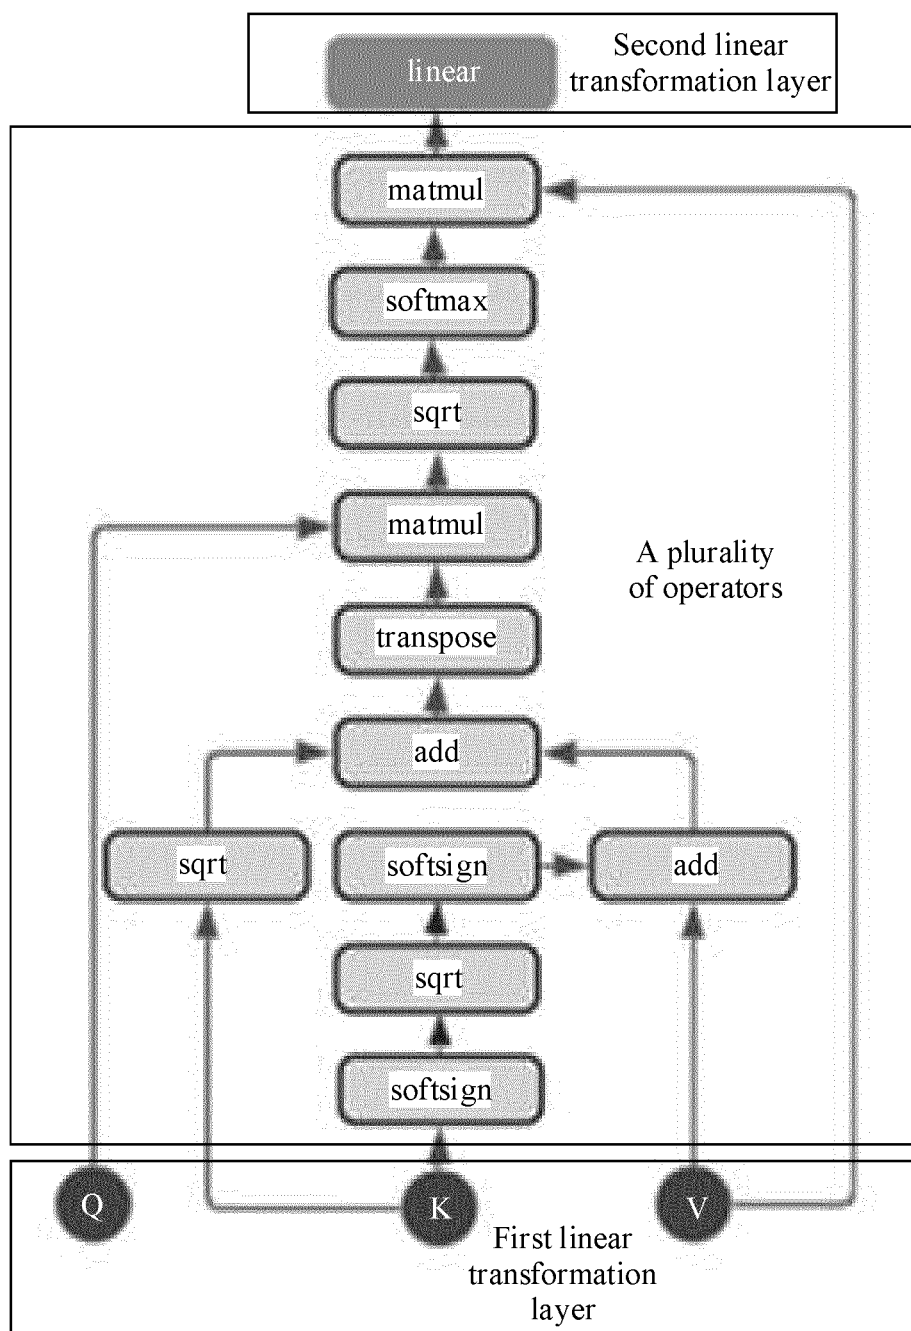 linear
Second linear
transformation layer
matmul
softmax
sqrt
matmul
A plurality
of operators
transpose
add
sqrt
softsign
add
sqrt
softsign
Q
K
V
First linear
transformation
layer